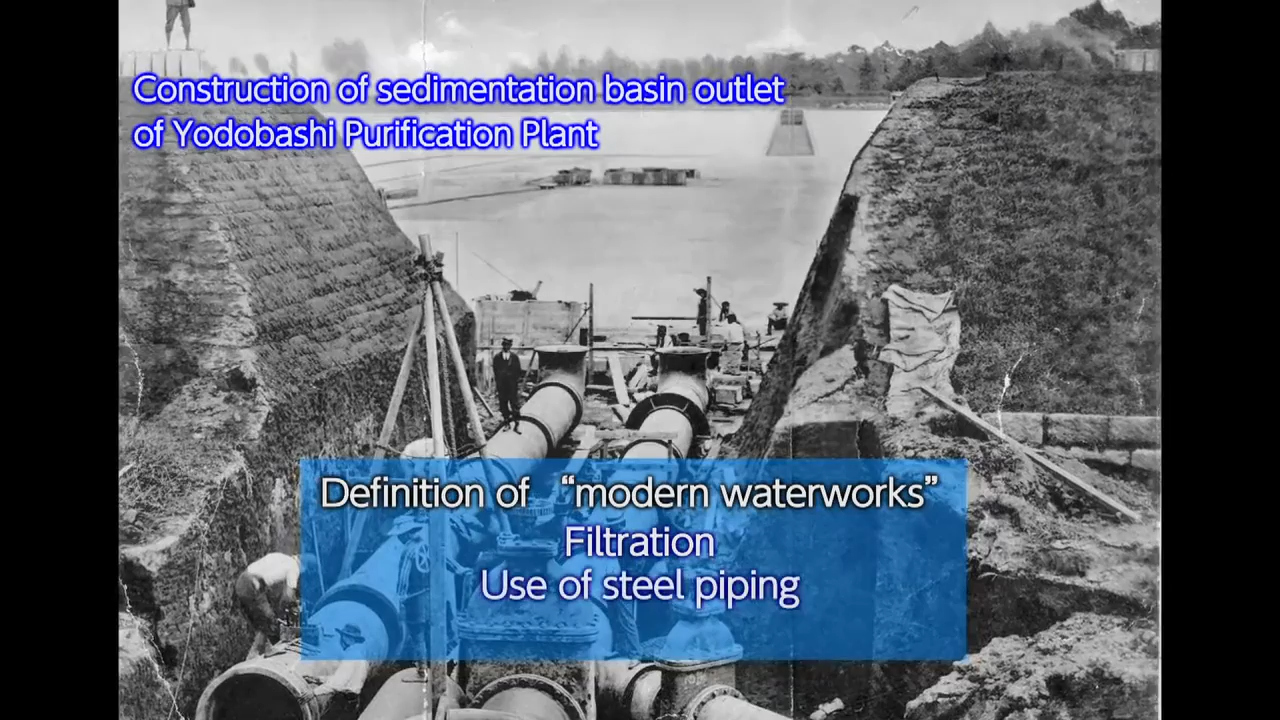 Construction of sedimentation basin outlet
of Yodobashi Purification Plant
Definition of “modern waterworks”
Filtration
Use of steel piping